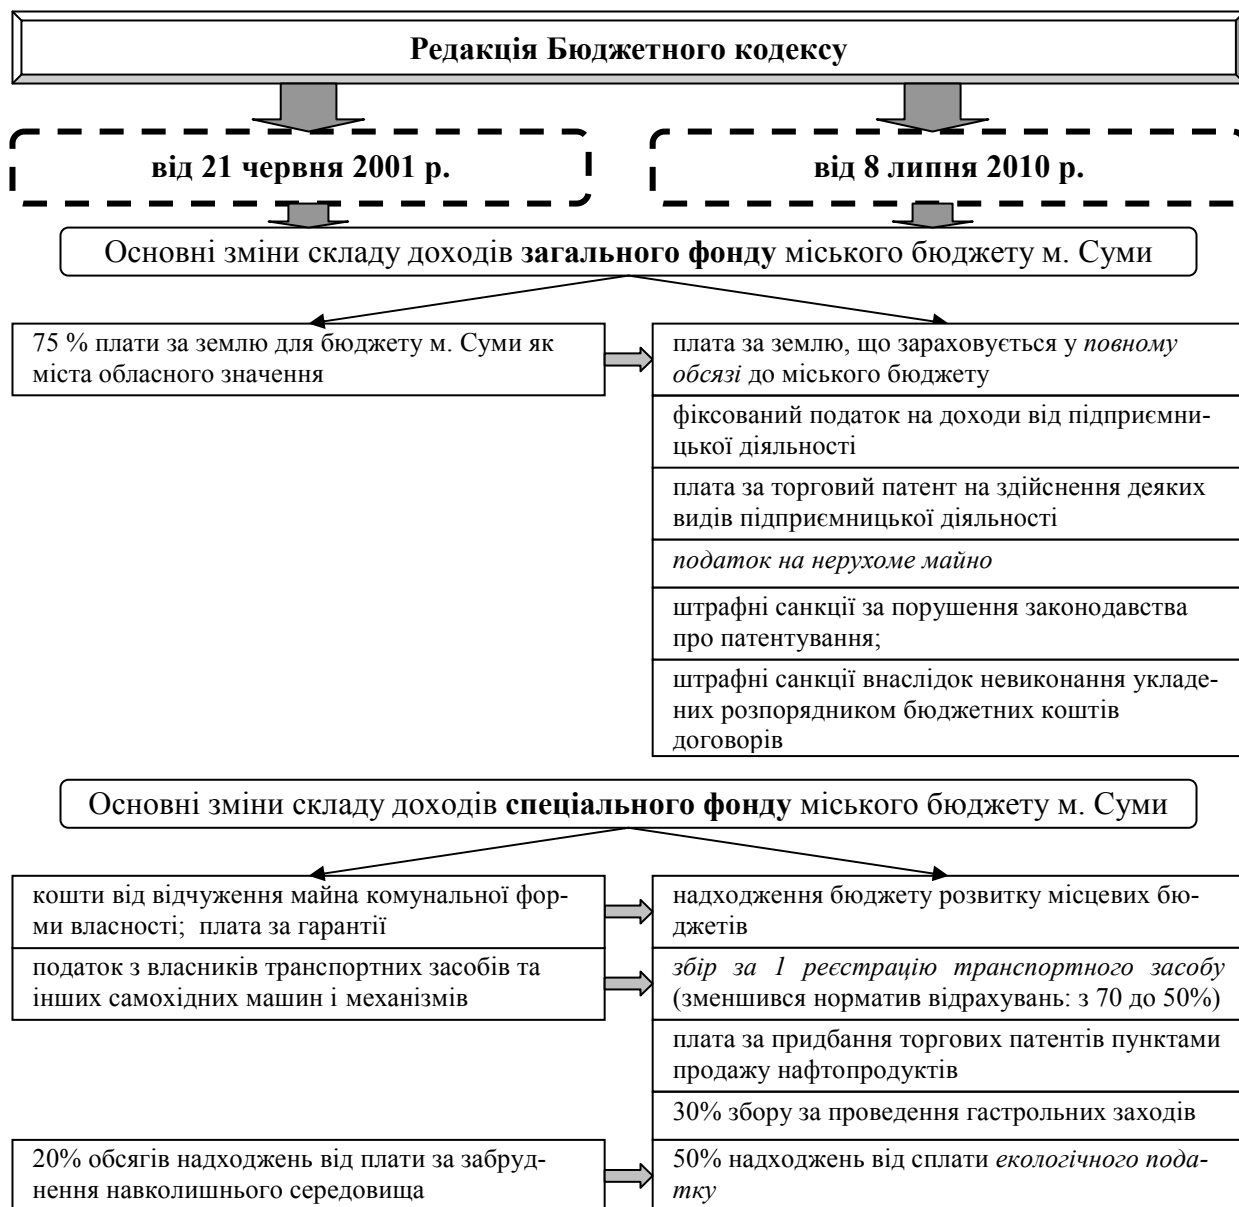 Редакція Бюджетного кодексу
від 21 червня 2001 р.
від 8 липня 2010 р.
Основні зміни складу доходів загального фонду міського бюджету м. Суми
75 % плати за землю для бюджету м. Суми як
міста обласного значення
плата за землю, що зараховується у повному
обсязі до міського бюджету
фіксований податок на доходи від підприємни-
цької діяльності
плата за торговий патент на здійснення деяких
видів підприємницької діяльності
податок на нерухоме майно
штрафні санкції за порушення законодавства
про патентування;
штрафні санкції внаслідок невиконання укладе-
них розпорядником бюджетних коштів
договорів
Основні зміни складу доходів спеціального фонду міського бюджету м. Суми
кошти від відчуження майна комунальної фор-
ми власності; плата за гарантії
надходження бюджету розвитку місцевих бю-
джетів
податок з власників транспортних засобів та
інших самохідних машин і механізмів
збір за 1 реєстрацію транспортного засобу
(зменшився норматив відрахувань: з 70 до 50%)
плата за придбання торгових патентів пунктами
продажу нафтопродуктів
30% збору за проведення гастрольних заходів
20% обсягів надходжень від плати за забруд-
нення навколишнього середовища
50% надходжень від сплати екологічного пода-
тку